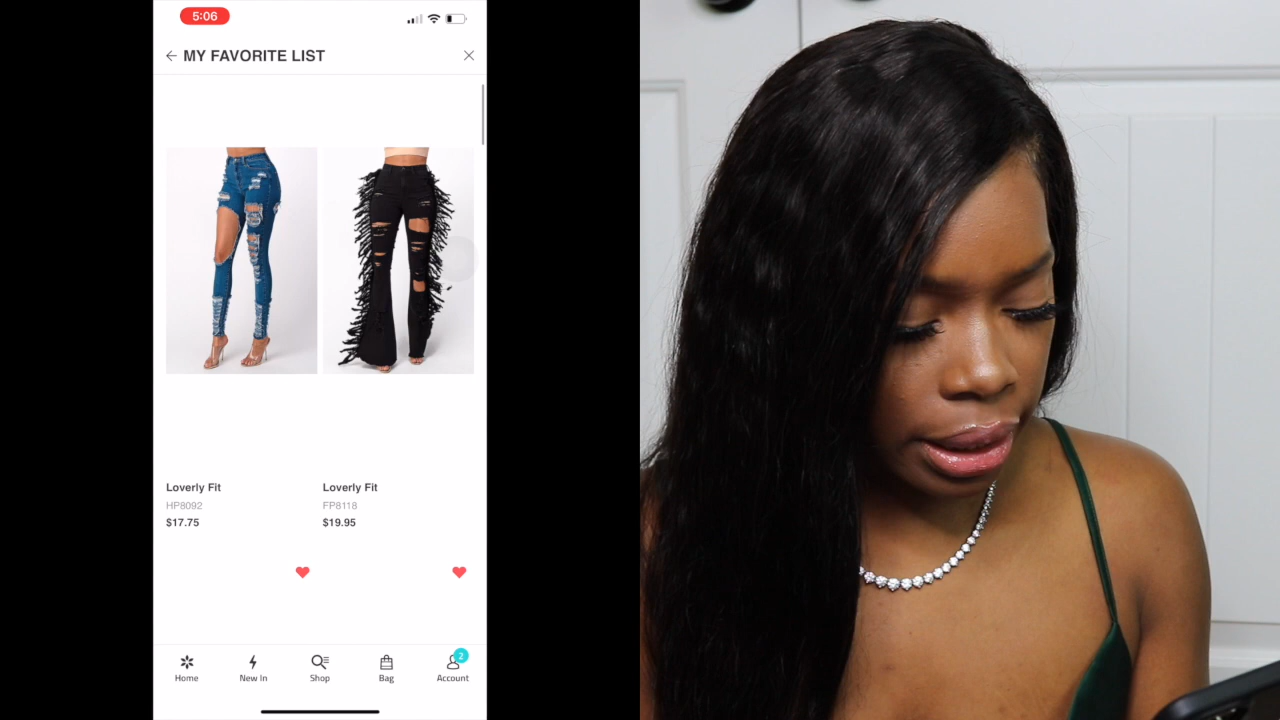 5:06
MY FAVORITE LIST
Loverly Fit
HP8092
$17.75
Loverly Fit
FP8118
$19.95
Home
New In
Shop
Bag
2
Account